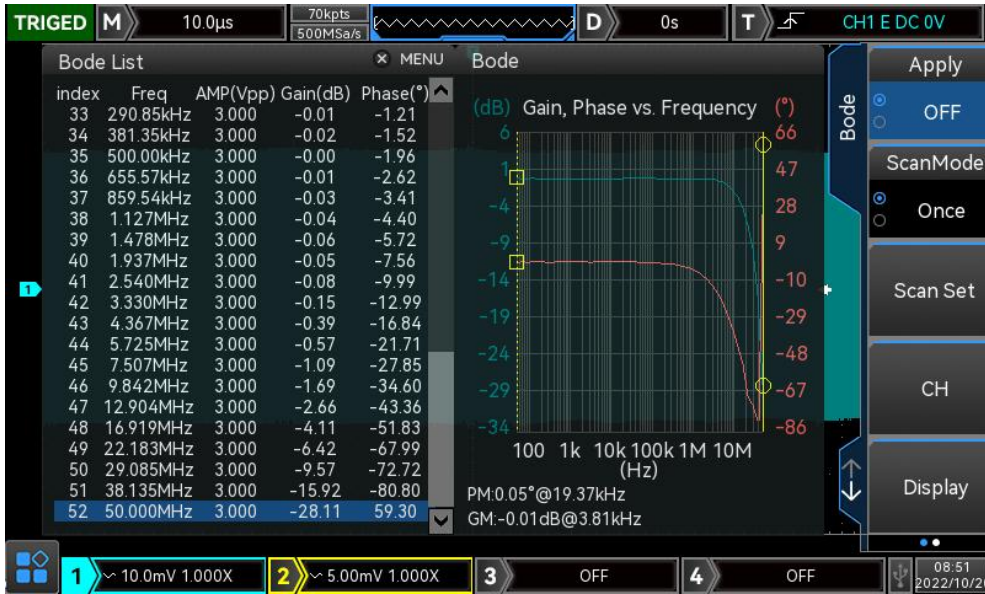 TRIGED M 10.0µs 70kpts 500MSa/s D 0s T CH1 E DC 0V
Bode List × MENU
index Freq AMP(Vpp) Gain(dB) Phase(°)
33 290.85kHz 3.000 -0.01 -1.21
34 381.35kHz 3.000 -0.02 -1.52
35 500.00kHz 3.000 -0.00 -1.96
36 655.57kHz 3.000 -0.01 -2.62
37 859.54kHz 3.000 -0.03 -3.41
38 1.127MHz 3.000 -0.04 -4.40
39 1.478MHz 3.000 -0.06 -5.72
40 1.937MHz 3.000 -0.05 -7.56
41 2.540MHz 3.000 -0.08 -9.99
42 3.330MHz 3.000 -0.15 -12.99
43 4.367MHz 3.000 -0.39 -16.84
44 5.725MHz 3.000 -0.57 -21.71
45 7.507MHz 3.000 -1.09 -27.85
46 9.842MHz 3.000 -1.69 -34.60
47 12.904MHz 3.000 -2.66 -43.36
48 16.919MHz 3.000 -4.11 -51.83
49 22.183MHz 3.000 -6.42 -67.99
50 29.085MHz 3.000 -9.57 -72.72
51 38.135MHz 3.000 -15.92 -80.80
52 50.000MHz 3.000 -28.11 59.30
Bode
(dB) Gain, Phase vs. Frequency (°)
6 66
1 47
-4 28
-9 9
-14 -10
-19 -29
-24 -48
-29 -67
-34 -86
100 1k 10k 100k 1M 10M
(Hz)
PM:0.05°@19.37kHz
GM:-0.01dB@3.81kHz
Bode
Apply
OFF
ScanMode
Once
Scan Set
CH
Display
1
1 10.0mV 1.000X 2 5.00mV 1.000X 3 OFF 4 OFF
08:51
2022/10/2